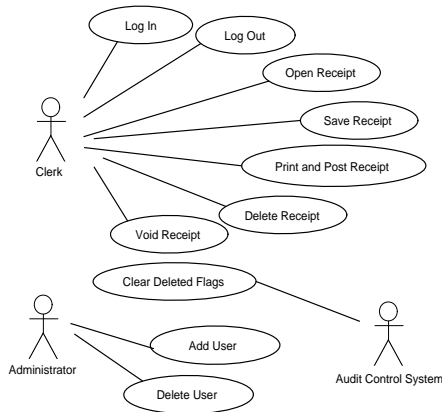 Log In
Log Out
Open Receipt
Save Receipt
Clerk
Print and Post Receipt
Delete Receipt
Void Receipt
Clear Deleted Flags
Add User
Administrator
Audit Control System
Delete User